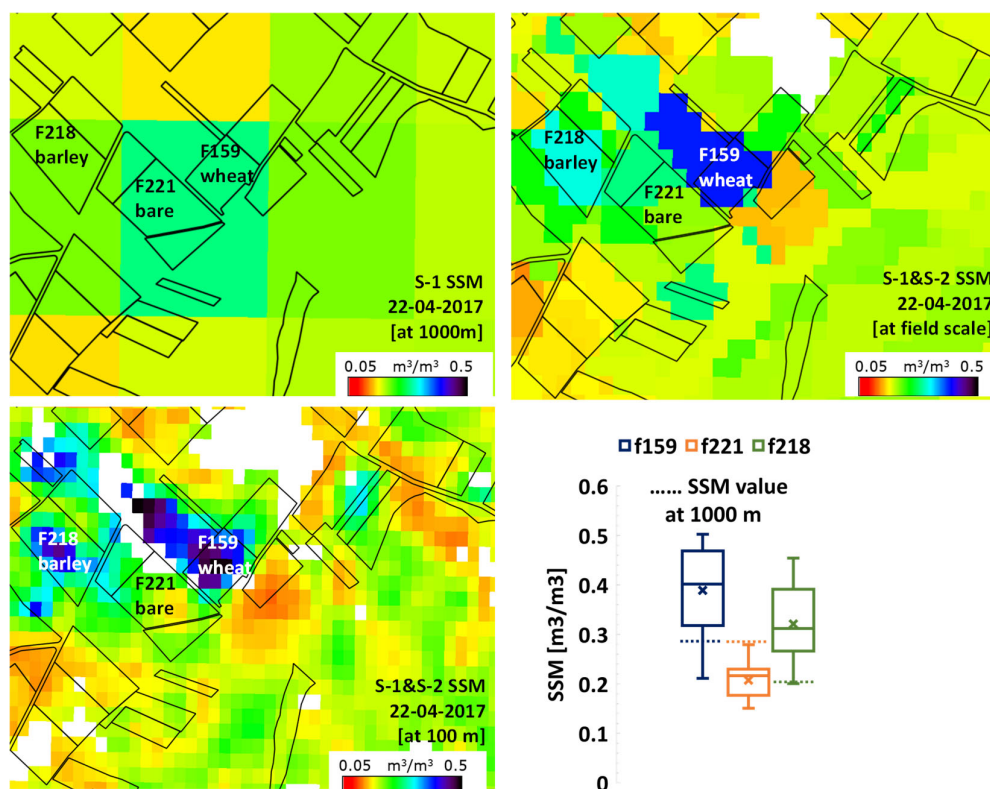 F218
barley
F159
wheat
F221
bare
S-1 SSM
22-04-2017
[at 1000m]
0.05 m³/m³ 0.5
F218
barley
F159
wheat
F221
bare
S-1&S-2 SSM
22-04-2017
[at field scale]
0.05 m³/m³ 0.5
F218
barley
F159
wheat
F221
bare
S-1&S-2 SSM
22-04-2017
[at 100 m]
0.05 m³/m³ 0.5
f159 f221 f218
...... SSM value
at 1000 m
SSM [m3/m3]
0.6
0.5
0.4
0.3
0.2
0.1
0